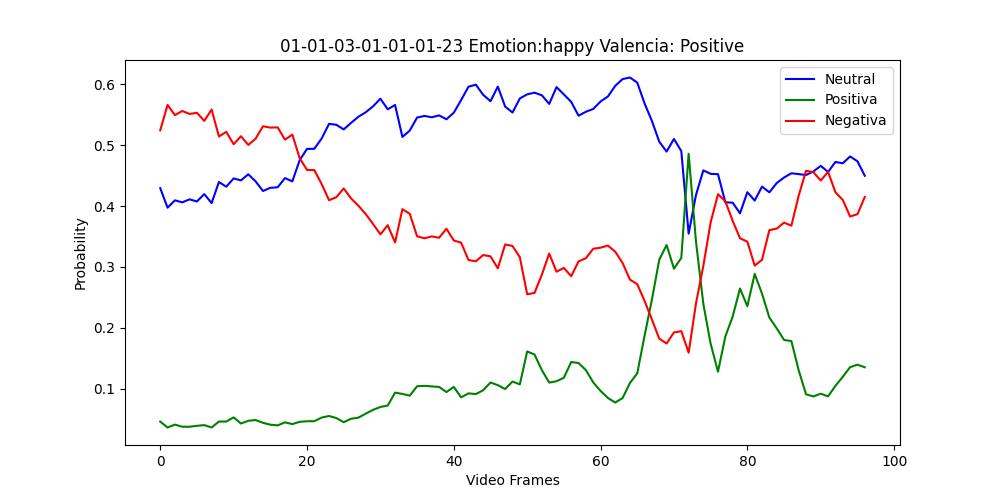 01-01-03-01-01-01-23 Emotion:happy Valencia: Positive
Neutral
Positiva
Negativa
Probability
0.6
0.5
0.4
0.3
0.2
0.1
0 20 40 60 80 100
Video Frames